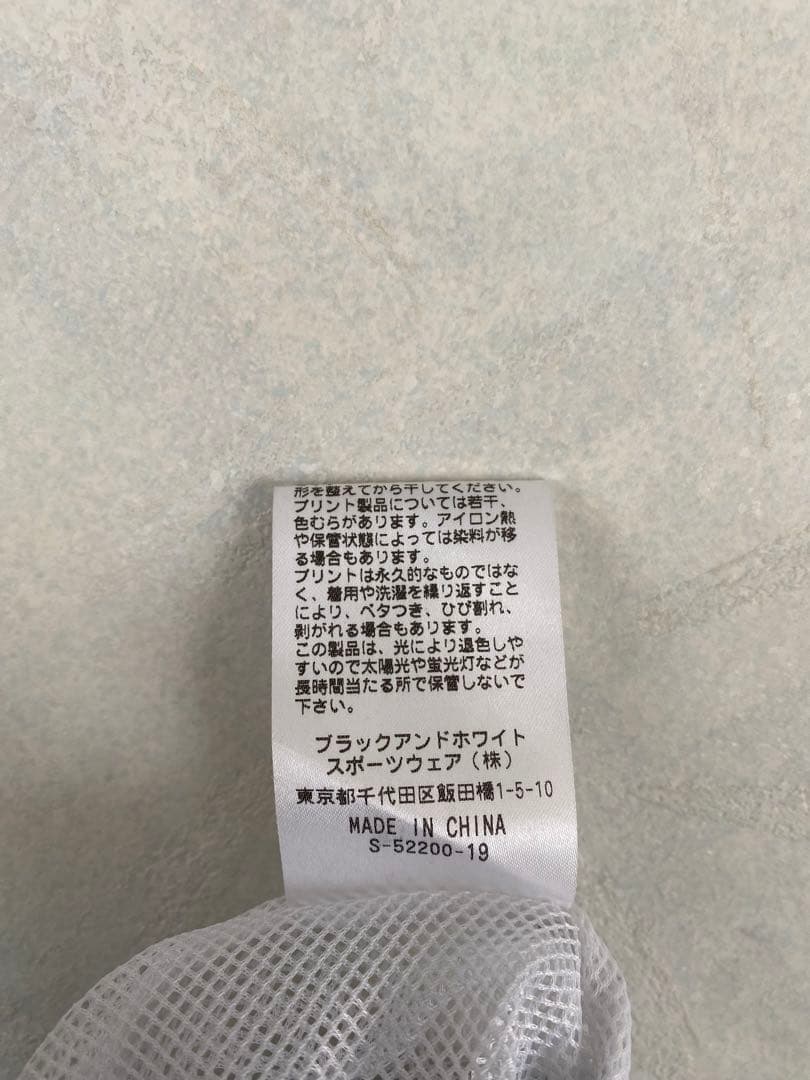 形を整えてから干してください。
プリント製品については若干、
色むらがあります。アイロン熱
や保管状態によっては染料が移
る場合もあります。
プリントは永久的なものではな
く、着用や洗濯を繰り返すこと
により、ベタつき、ひび割れ、
剥がれる場合もあります。
この製品は、光により退色しや
すいので太陽光や蛍光灯などが
長時間当たる所で保管しないで
下さい。
ブラックアンドホワイト
スポーツウェア（株）
東京都千代田区飯田橋1-5-10
MADE IN CHINA
S-52200-19